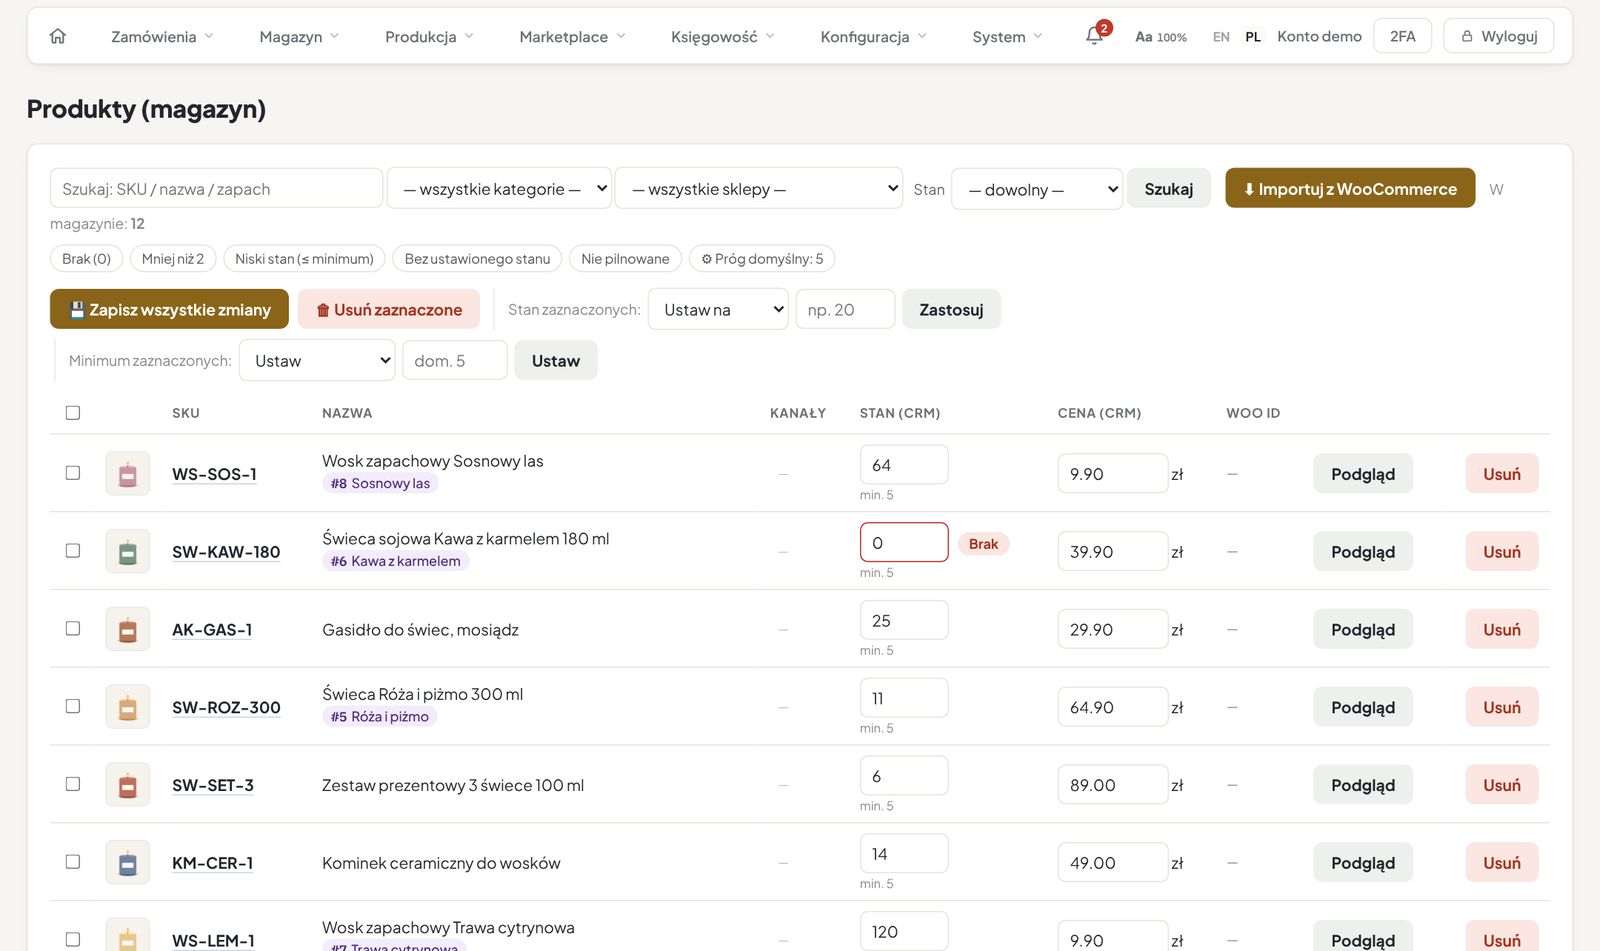 Zamówienia Magazyn Produkcja Marketplace Księgowość Konfiguracja System 2 Aa 100% EN PL Konto demo 2FA Wyloguj
Produkty (magazyn)
Szukaj: SKU / nazwa / zapach — wszystkie kategorie — — wszystkie sklepy — Stan — dowolny — Szukaj ⬇ Importuj z WooCommerce W
magazynie: 12
Brak (0) Mniej niż 2 Niski stan (≤ minimum) Bez ustawionego stanu Nie pilnowane ⚙ Próg domyślny: 5
💾 Zapisz wszystkie zmiany 🗑 Usuń zaznaczone Stan zaznaczonych: Ustaw na np. 20 Zastosuj
Minimum zaznaczonych: Ustaw dom. 5 Ustaw
SKU NAZWA KANAŁY STAN (CRM) CENA (CRM) WOO ID
WS-SOS-1 Wosk zapachowy Sosnowy las — 64 9.90 zł — Podgląd Usuń
#8 Sosnowy las min. 5
SW-KAW-180 Świeca sojowa Kawa z karmelem 180 ml — 0 Brak 39.90 zł — Podgląd Usuń
#6 Kawa z karmelem min. 5
AK-GAS-1 Gasidło do świec, mosiądz — 25 29.90 zł — Podgląd Usuń
min. 5
SW-ROZ-300 Świeca Róża i piżmo 300 ml — 11 64.90 zł — Podgląd Usuń
#5 Róża i piżmo min. 5
SW-SET-3 Zestaw prezentowy 3 świece 100 ml — 6 89.00 zł — Podgląd Usuń
min. 5
KM-CER-1 Kominek ceramiczny do wosków — 14 49.00 zł — Podgląd Usuń
min. 5
WS-LEM-1 Wosk zapachowy Trawa cytrynowa — 120 9.90 zł — Podgląd Usuń
#7 Trawa cytrynowa